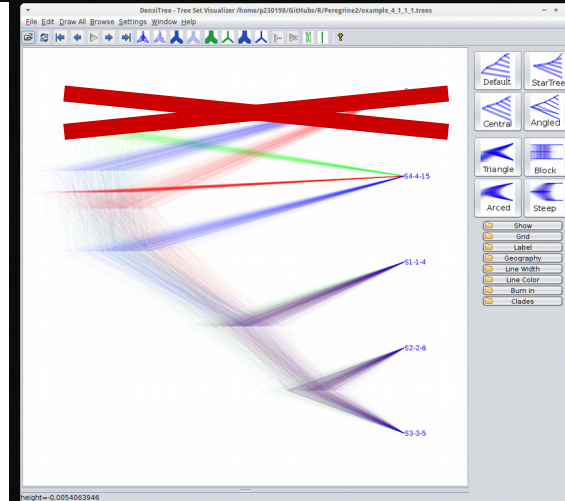 DensiTree - Tree Set Visualizer /home/p230198/GitHubs/R/Peregrine2/example_4_1_1_1.trees
File Edit Draw All Browse Settings Window Help
Default StarTree
Central Angled
S4-4-15
Triangle Block
Arced Steep
Show
Grid
Label
Geography
S1-1-4
Line Width
Line Color
Burn in
Clades
S2-2-6
S3-3-5
height=-0.0054063946